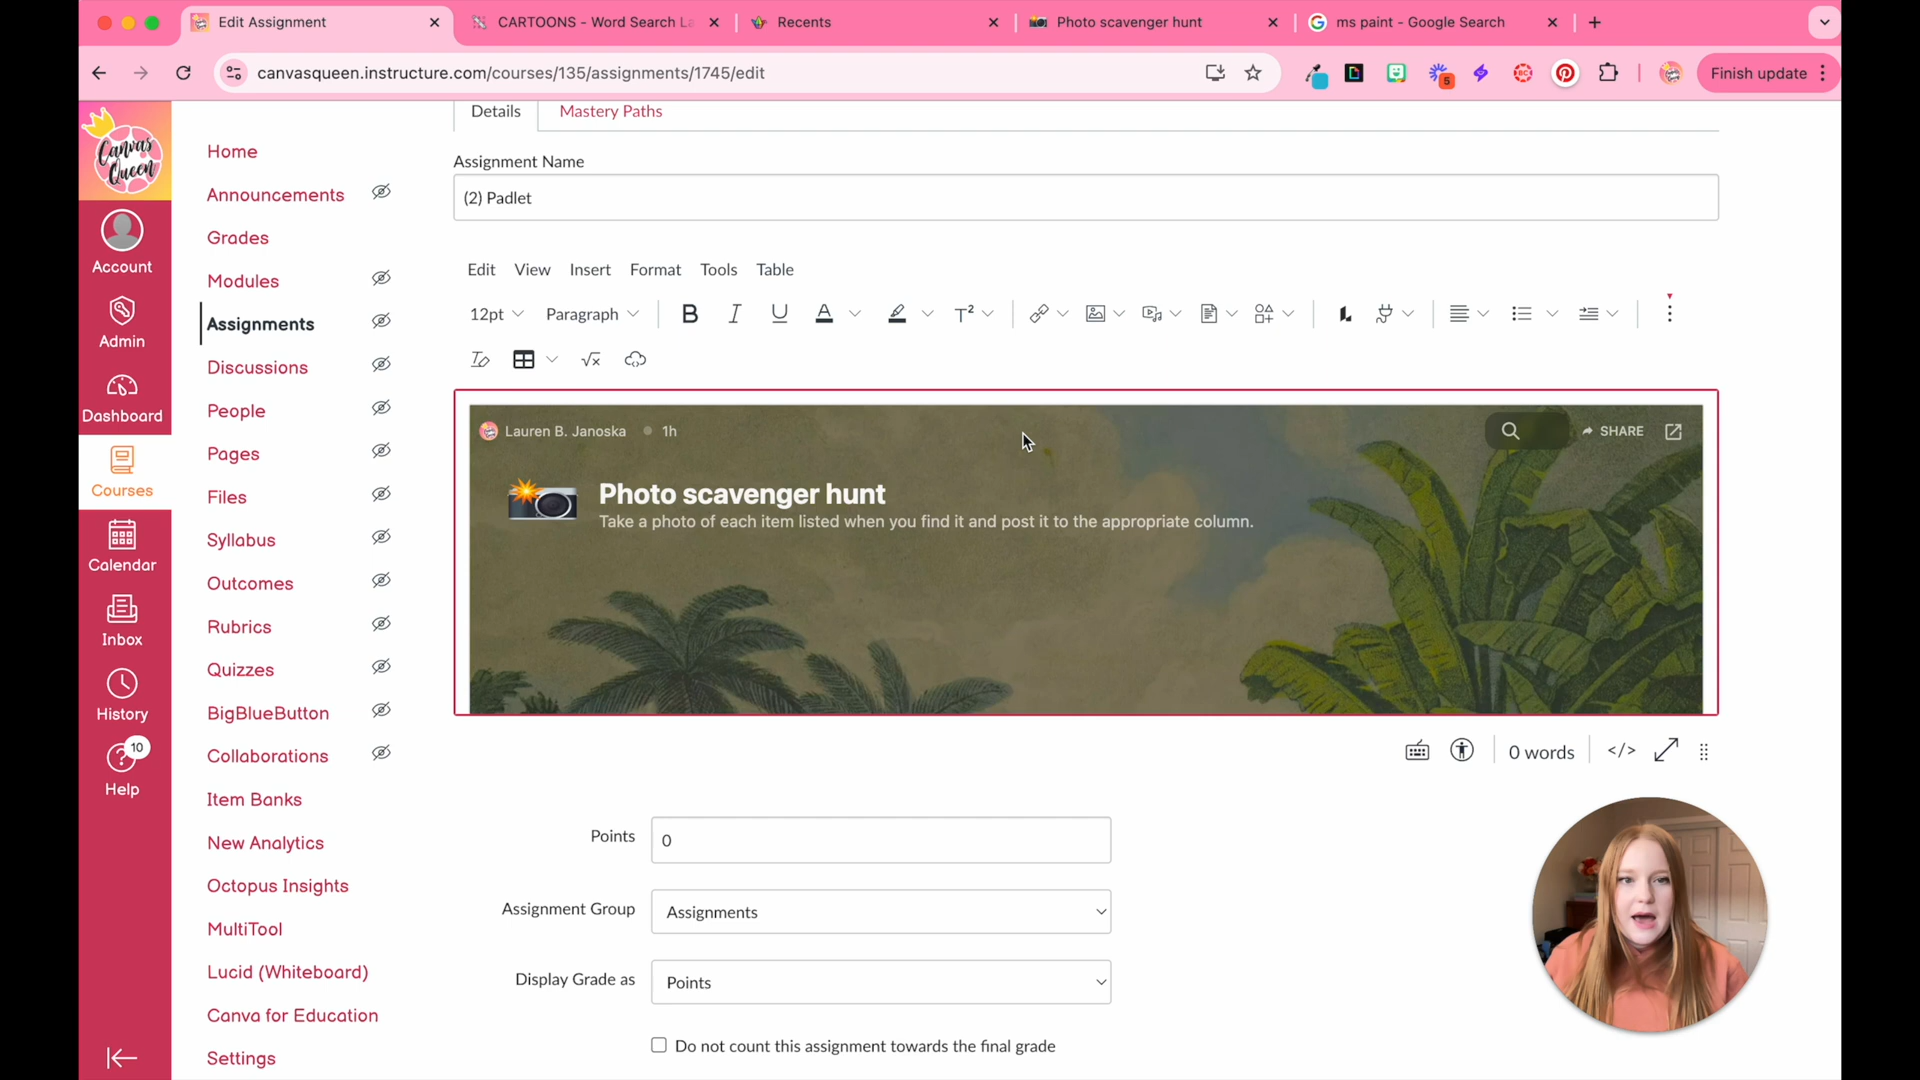 Edit Assignment
CARTOONS - Word Search La
Recents
Photo scavenger hunt
ms paint - Google Search
canvasqueen.instructure.com/courses/135/assignments/1745/edit
5
BC
Finish update
Canvas
Queen
Account
Admin
Dashboard
Courses
Calendar
Inbox
History
10
Help
Home
Announcements
Grades
Modules
Assignments
Discussions
People
Pages
Files
Syllabus
Outcomes
Rubrics
Quizzes
BigBlueButton
Collaborations
Item Banks
New Analytics
Octopus Insights
MultiTool
Lucid (Whiteboard)
Canva for Education
Settings
Details
Mastery Paths
Assignment Name
(2) Padlet
Edit View Insert Format Tools Table
12pt Paragraph B I U A T²
√x
Lauren B. Janoska 1h
SHARE
Photo scavenger hunt
Take a photo of each item listed when you find it and post it to the appropriate column.
0 words </>
Points 0
Assignment Group Assignments
Display Grade as Points
Do not count this assignment towards the final grade